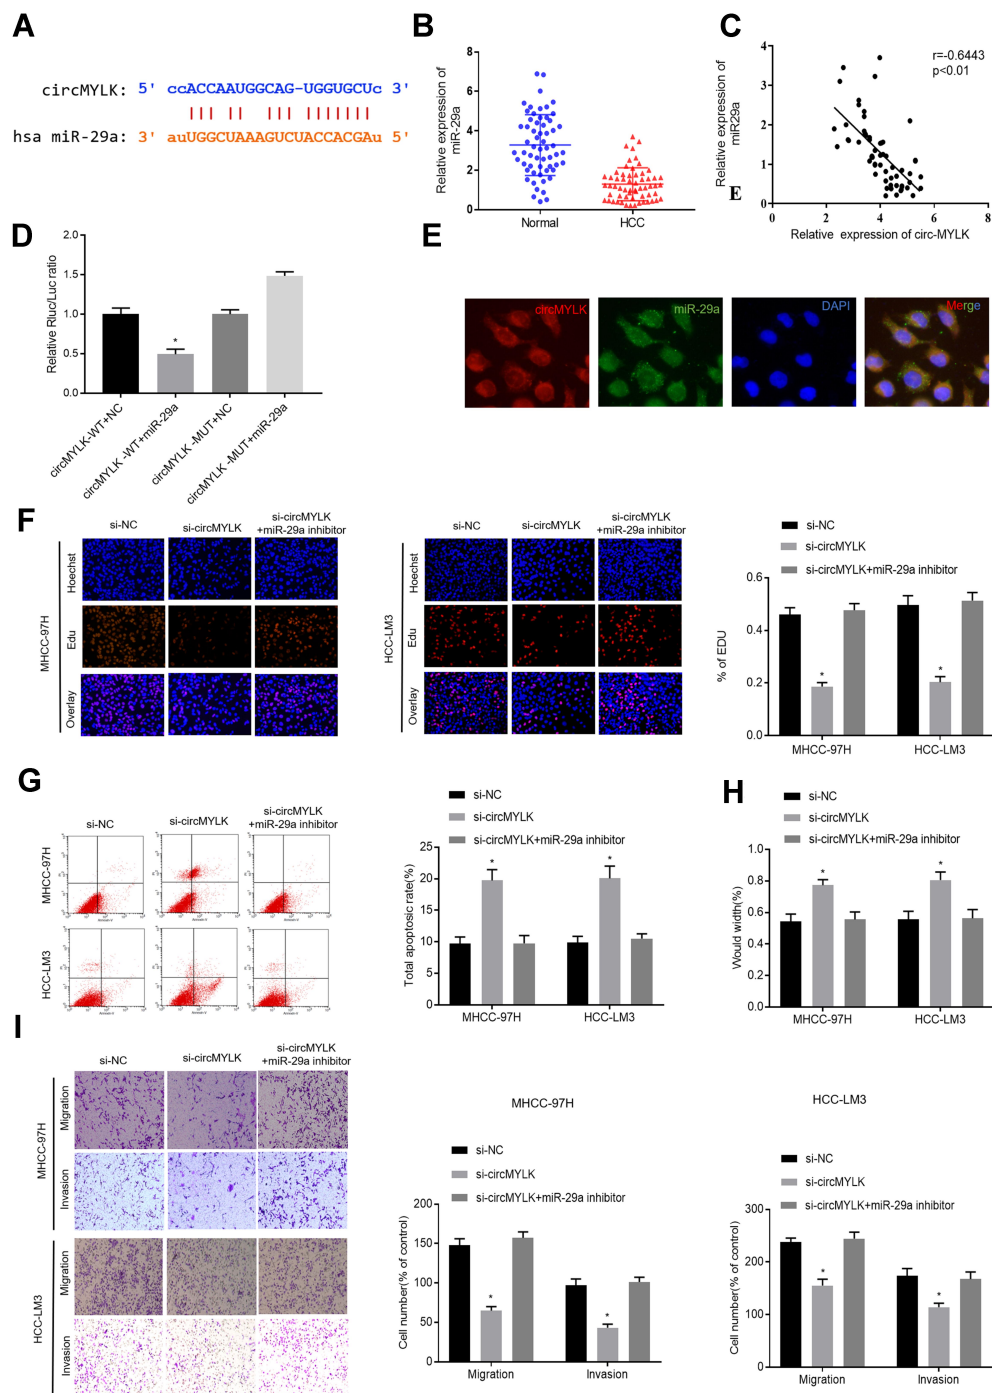 A
circMYLK: 5' ccACCAAUGGCAG-UGGUGCUc 3'
hsa miR-29a: 3' auUGGCUAAAGUCUACCACGAu 5'
B
Relative expression of
miR-29a
8
6
4
2
0
Normal
HCC
C
r=-0.6443
p<0.01
Relative expression of
miR29a
4
3
2
1
0
0
2
4
6
8
Relative expression of circ-MYLK
E
D
Relative Rluc/Luc ratio
2.0
1.5
1.0
0.5
0.0
*
circMYLK-WT+NC
circMYLK -WT+miR-29a
circMYLK -MUT+NC
circMYLK -MUT+miR-29a
E
circMYLK
miR-29a
DAPI
Merge
F
si-NC
si-circMYLK
si-circMYLK
+miR-29a inhibitor
MHCC-97H
Hoechst
Edu
Overlay
si-NC
si-circMYLK
si-circMYLK
+miR-29a inhibitor
HCC-LM3
Hoechst
Edu
Overlay
si-NC
si-circMYLK
si-circMYLK+miR-29a inhibitor
% of EDU
0.6
0.4
0.2
0.0
*
*
MHCC-97H
HCC-LM3
G
si-NC
si-circMYLK
si-circMYLK
+miR-29a inhibitor
MHCC-97H
HCC-LM3
si-NC
si-circMYLK
si-circMYLK+miR-29a inhibitor
Total apoptosic rate(%)
25
20
15
10
5
0
*
*
MHCC-97H
HCC-LM3
H
si-NC
si-circMYLK
si-circMYLK+miR-29a inhibitor
Would width(%)
1.0
0.8
0.6
0.4
0.2
0.0
*
*
MHCC-97H
HCC-LM3
I
si-NC
si-circMYLK
si-circMYLK
+miR-29a inhibitor
MHCC-97H
Migration
Invasion
HCC-LM3
Migration
Invasion
MHCC-97H
si-NC
si-circMYLK
si-circMYLK+miR-29a inhibitor
Cell number(% of control)
200
150
100
50
0
*
*
Migration
Invasion
HCC-LM3
si-NC
si-circMYLK
si-circMYLK+miR-29a inhibitor
Cell number(% of control)
300
200
100
0
*
*
Migration
Invasion